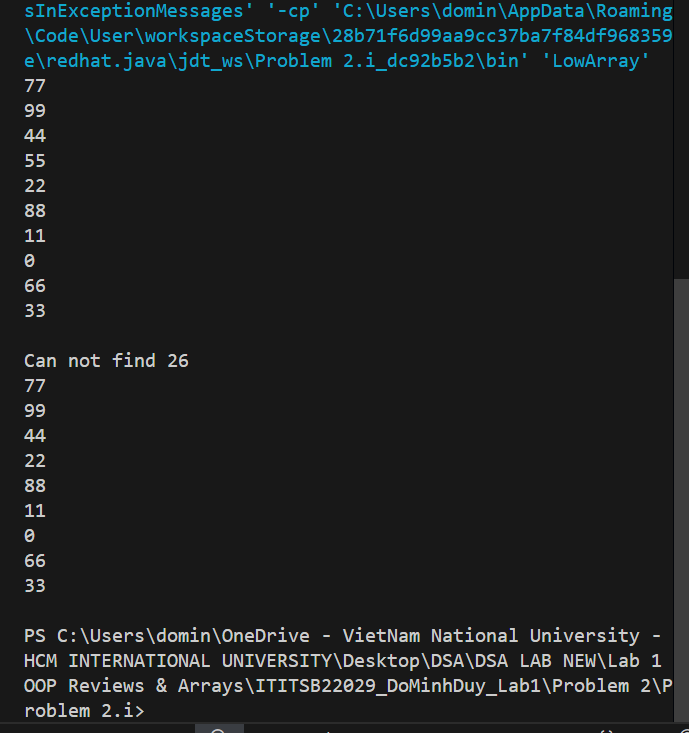 sInExceptionMessages' '-cp' 'C:\Users\domin\AppData\Roaming
\Code\User\workspaceStorage\28b71f6d99aa9cc37ba7f84df968359
e\redhat.java\jdt_ws\Problem 2.i_dc92b5b2\bin' 'LowArray'
77
99
44
55
22
88
11
0
66
33
Can not find 26
77
99
44
22
88
11
0
66
33
PS C:\Users\domin\OneDrive - VietNam National University -
HCM INTERNATIONAL UNIVERSITY\Desktop\DSA\DSA LAB NEW\Lab 1
OOP Reviews & Arrays\ITITSB22029_DoMinhDuy_Lab1\Problem 2\P
roblem 2.i>